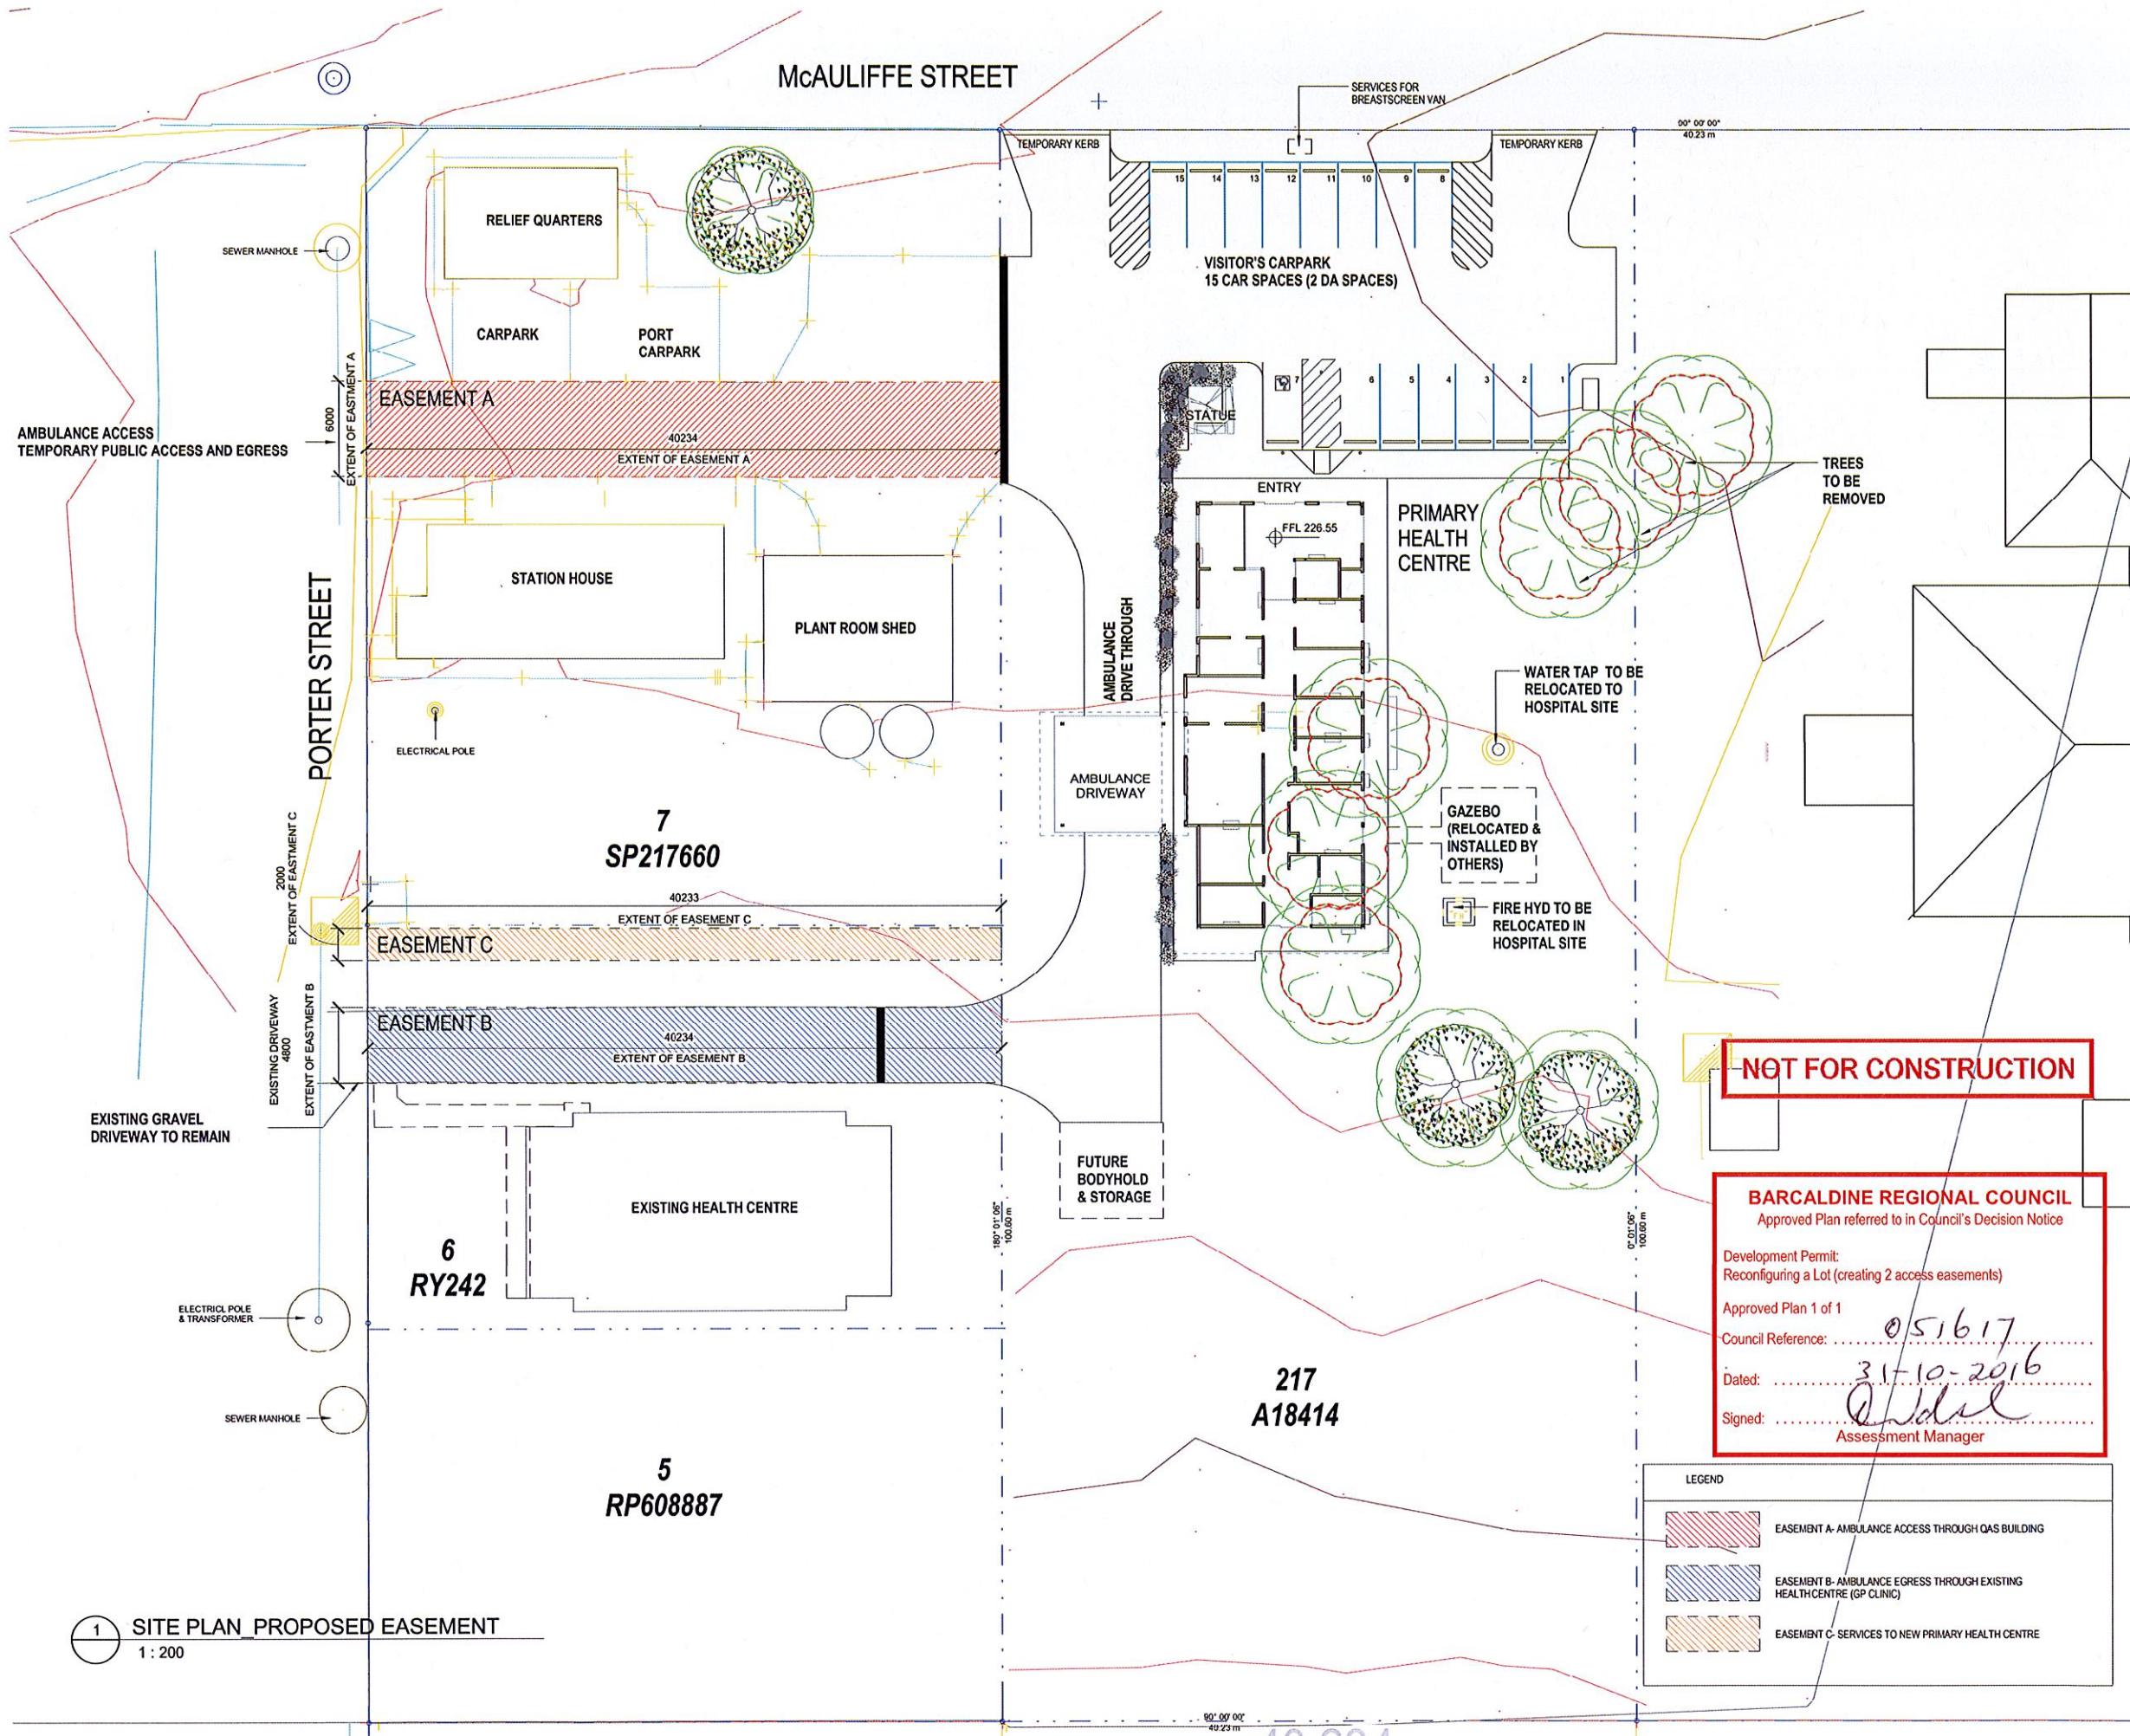 McAULIFFE STREET
SERVICES FOR
BREASTSCREEN VAN
00° 00' 00"
40.23 m
TEMPORARY KERB
TEMPORARY KERB
15 14 13 12 11 10 9 8
RELIEF QUARTERS
SEWER MANHOLE
VISITOR'S CARPARK
15 CAR SPACES (2 DA SPACES)
CARPARK
PORT
CARPARK
7 6 5 4 3 2 1
STATUE
EASEMENT A
6000
EXTENT OF EASTMENT A
40234
EXTENT OF EASEMENT A
AMBULANCE ACCESS
TEMPORARY PUBLIC ACCESS AND EGRESS
TREES
TO BE
REMOVED
ENTRY
FFL 226.55
PRIMARY
HEALTH
CENTRE
STATION HOUSE
PLANT ROOM SHED
PORTER STREET
AMBULANCE
DRIVE THROUGH
WATER TAP TO BE
RELOCATED TO
HOSPITAL SITE
ELECTRICAL POLE
AMBULANCE
DRIVEWAY
GAZEBO
(RELOCATED &
INSTALLED BY
OTHERS)
7
SP217660
2000
EXTENT OF EASTMENT C
40233
EXTENT OF EASEMENT C
EASEMENT C
FIRE HYD TO BE
RELOCATED IN
HOSPITAL SITE
EXISTING DRIVEWAY
4800
EXTENT OF EASTMENT B
EASEMENT B
40234
EXTENT OF EASEMENT B
NOT FOR CONSTRUCTION
EXISTING GRAVEL
DRIVEWAY TO REMAIN
FUTURE
BODYHOLD
& STORAGE
EXISTING HEALTH CENTRE
180° 01' 06"
100.60 m
0° 01' 06"
100.60 m
6
RY242
BARCALDINE REGIONAL COUNCIL
Approved Plan referred to in Council's Decision Notice
Development Permit:
Reconfiguring a Lot (creating 2 access easements)
Approved Plan 1 of 1
Council Reference: 051617
Dated: 31-10-2016
Signed:
Assessment Manager
ELECTRICL POLE
& TRANSFORMER
SEWER MANHOLE
217
A18414
5
RP608887
LEGEND
EASEMENT A- AMBULANCE ACCESS THROUGH QAS BUILDING
EASEMENT B- AMBULANCE EGRESS THROUGH EXISTING
HEALTHCENTRE (GP CLINIC)
EASEMENT C- SERVICES TO NEW PRIMARY HEALTH CENTRE
1
SITE PLAN_PROPOSED EASEMENT
1 : 200
90° 00' 00"
40.23 m